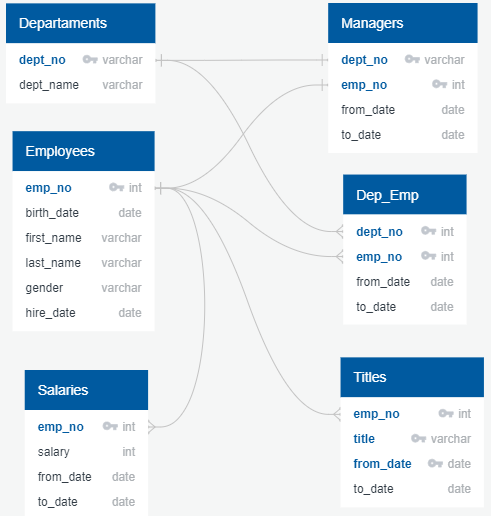 Departaments
dept_no varchar
dept_name varchar
Managers
dept_no varchar
emp_no int
from_date date
to_date date
Employees
emp_no int
birth_date date
first_name varchar
last_name varchar
gender varchar
hire_date date
Dep_Emp
dept_no int
emp_no int
from_date date
to_date date
Salaries
emp_no int
salary int
from_date date
to_date date
Titles
emp_no int
title varchar
from_date date
to_date date